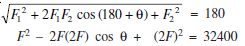 √F₁² + 2F₁F₂ cos (180 + θ) + F₂² = 180
F² − 2F(2F) cos θ + (2F)² = 32400